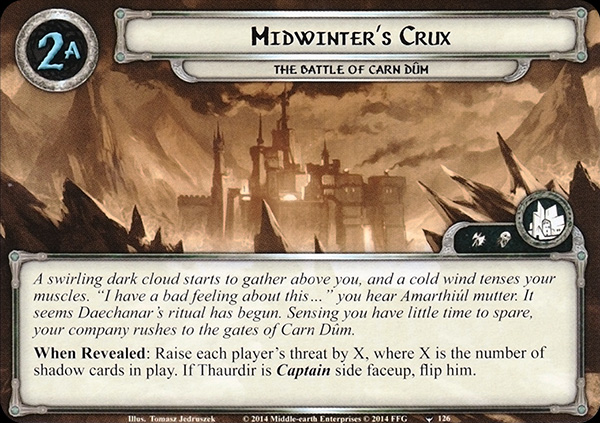 2A
MIDWINTER'S CRUX
THE BATTLE OF CARN DÛM
A swirling dark cloud starts to gather above you, and a cold wind tenses your
muscles. "I have a bad feeling about this…" you hear Amarthiúl mutter. It
seems Daechanar's ritual has begun. Sensing you have little time to spare,
your company rushes to the gates of Carn Dûm.
When Revealed: Raise each player's threat by X, where X is the number of
shadow cards in play. If Thaurdir is Captain side faceup, flip him.
Illus. Tomasz Jedruszek © 2014 Middle-earth Enterprises © 2014 FFG 126